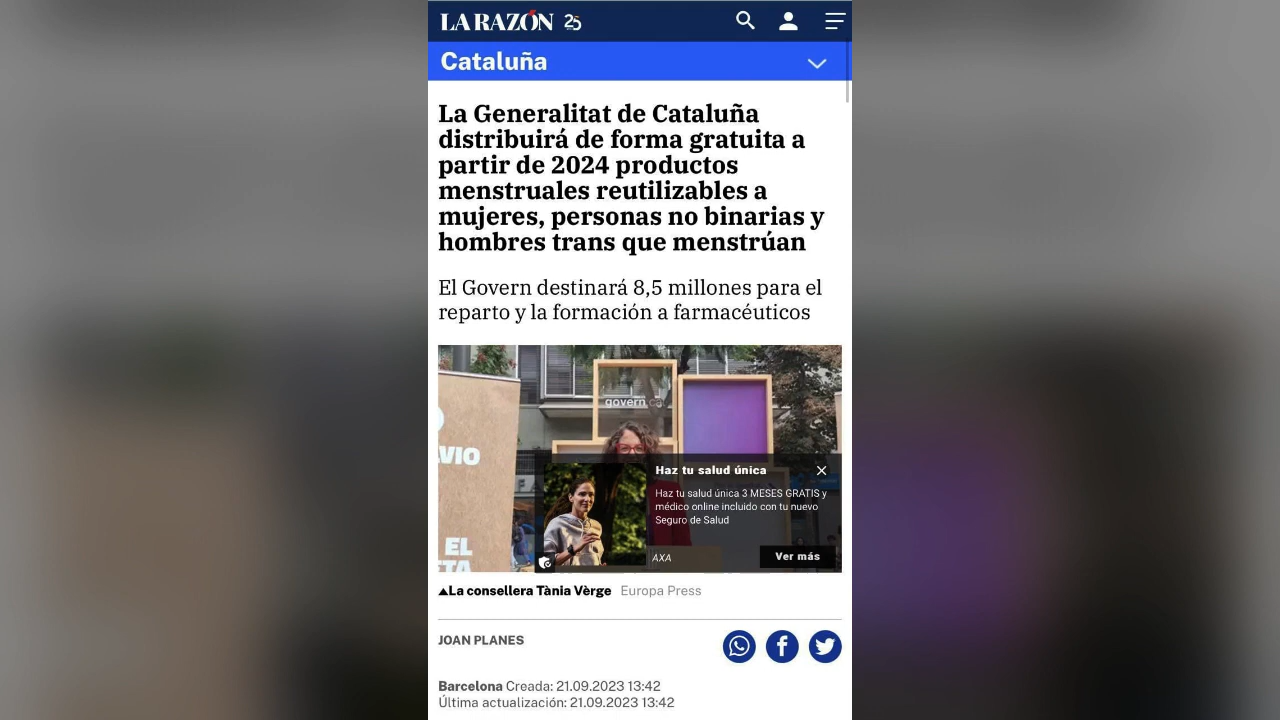 LA RAZÓN 25
Cataluña
La Generalitat de Cataluña
distribuirá de forma gratuita a
partir de 2024 productos
menstruales reutilizables a
mujeres, personas no binarias y
hombres trans que menstrúan
El Govern destinará 8,5 millones para el
reparto y la formación a farmacéuticos
govern.ca
VIO
EL
ETA
Haz tu salud única
Haz tu salud única 3 MESES GRATIS y
médico online incluido con tu nuevo
Seguro de Salud
AXA
Ver más
▲La consellera Tània Vèrge Europa Press
JOAN PLANES
Barcelona Creada: 21.09.2023 13:42
Última actualización: 21.09.2023 13:42